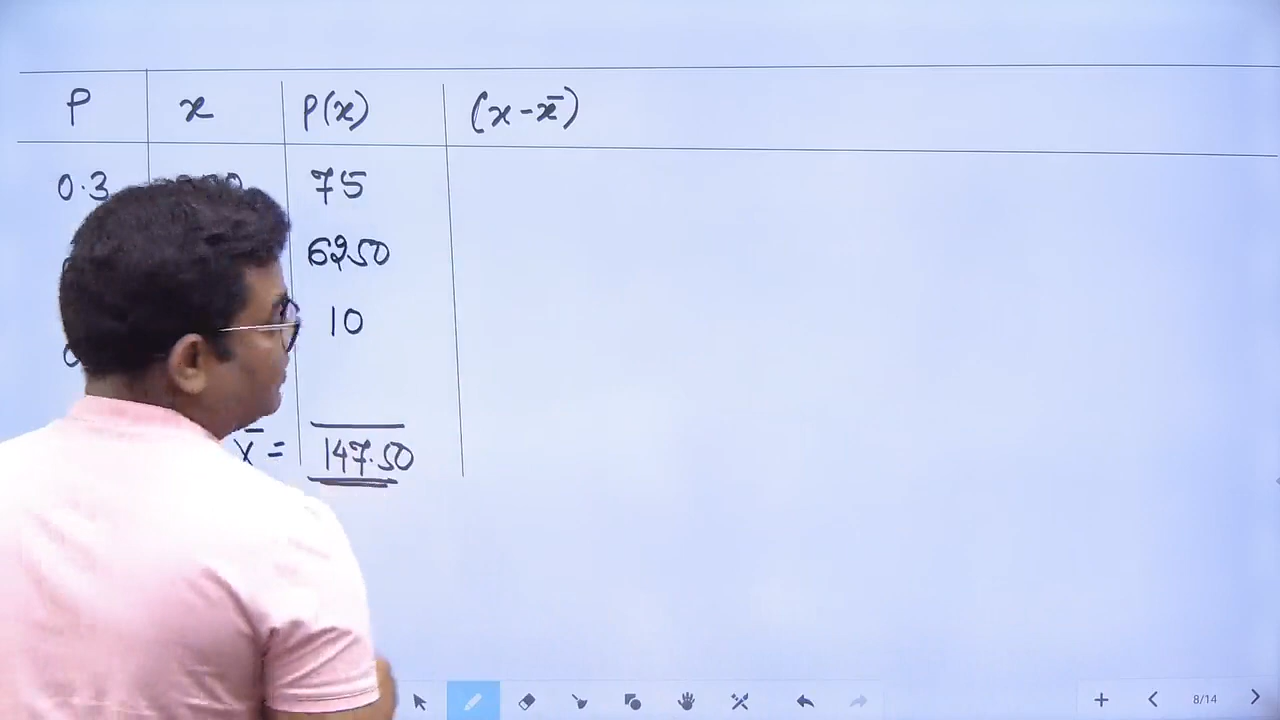 P x P(x) (x-x̄)
0.3 75
6250
10
X̄ = 147.50
8/14